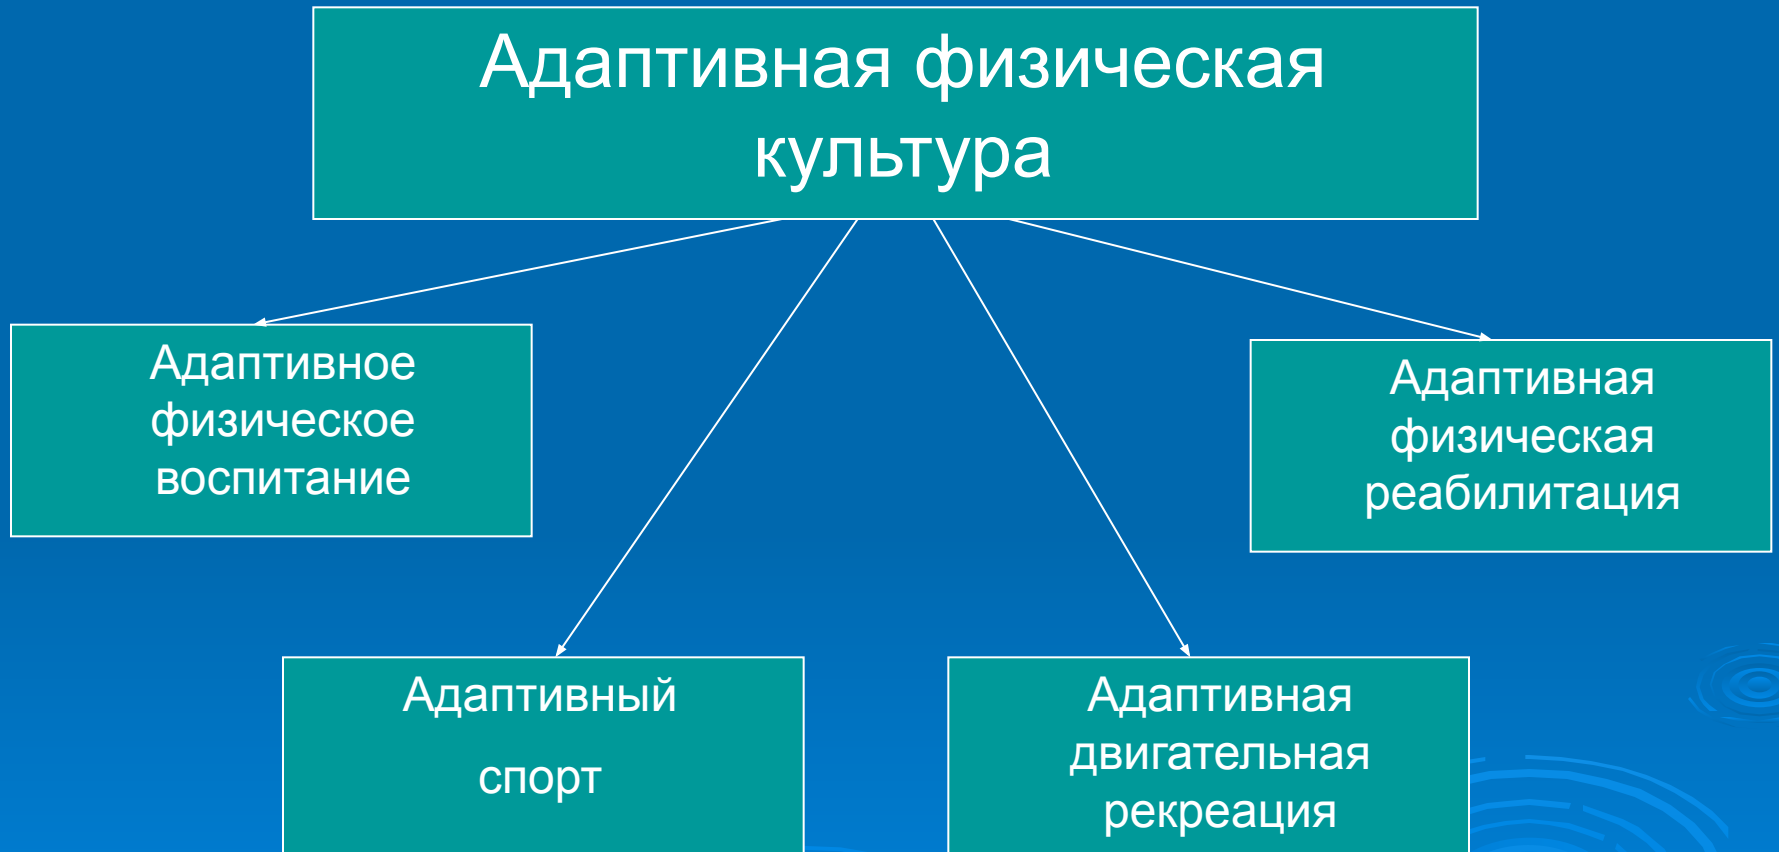 Адаптивная физическая
культура
Адаптивное
физическое
воспитание
Адаптивная
физическая
реабилитация
Адаптивный
спорт
Адаптивная
двигательная
рекреация